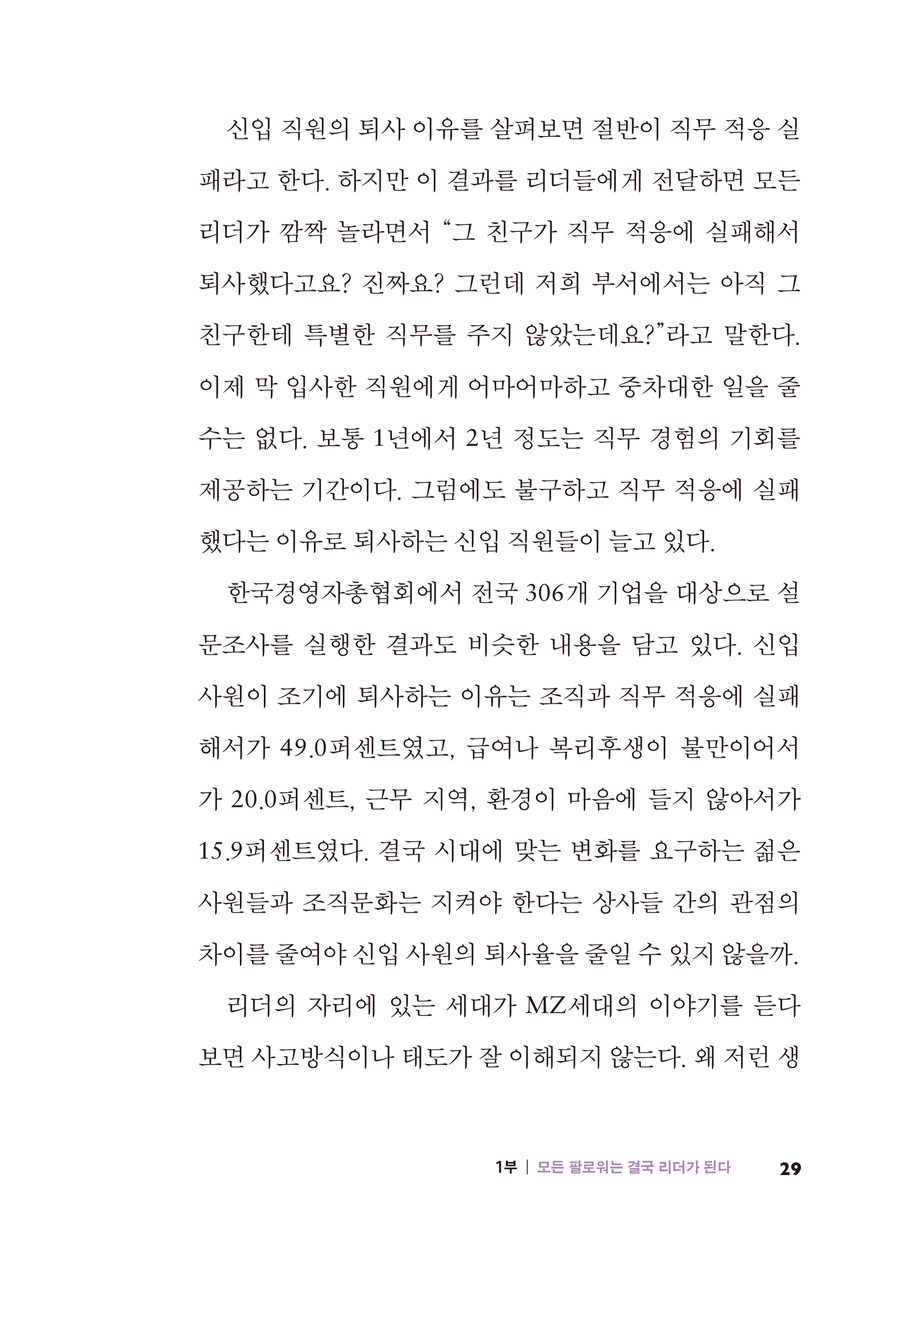 신입 직원의 퇴사 이유를 살펴보면 절반이 직무 적응 실
패라고 한다. 하지만 이 결과를 리더들에게 전달하면 모든
리더가 깜짝 놀라면서 “그 친구가 직무 적응에 실패해서
퇴사했다고요? 진짜요? 그런데 저희 부서에서는 아직 그
친구한테 특별한 직무를 주지 않았는데요?”라고 말한다.
이제 막 입사한 직원에게 어마어마하고 중차대한 일을 줄
수는 없다. 보통 1년에서 2년 정도는 직무 경험의 기회를
제공하는 기간이다. 그럼에도 불구하고 직무 적응에 실패
했다는 이유로 퇴사하는 신입 직원들이 늘고 있다.
한국경영자총협회에서 전국 306개 기업을 대상으로 설
문조사를 실행한 결과도 비슷한 내용을 담고 있다. 신입
사원이 조기에 퇴사하는 이유는 조직과 직무 적응에 실패
해서가 49.0퍼센트였고, 급여나 복리후생이 불만이어서
가 20.0퍼센트, 근무 지역, 환경이 마음에 들지 않아서가
15.9퍼센트였다. 결국 시대에 맞는 변화를 요구하는 젊은
사원들과 조직문화는 지켜야 한다는 상사들 간의 관점의
차이를 줄여야 신입 사원의 퇴사율을 줄일 수 있지 않을까.
리더의 자리에 있는 세대가 MZ세대의 이야기를 듣다
보면 사고방식이나 태도가 잘 이해되지 않는다. 왜 저런 생
1부 | 모든 팔로워는 결국 리더가 된다 29